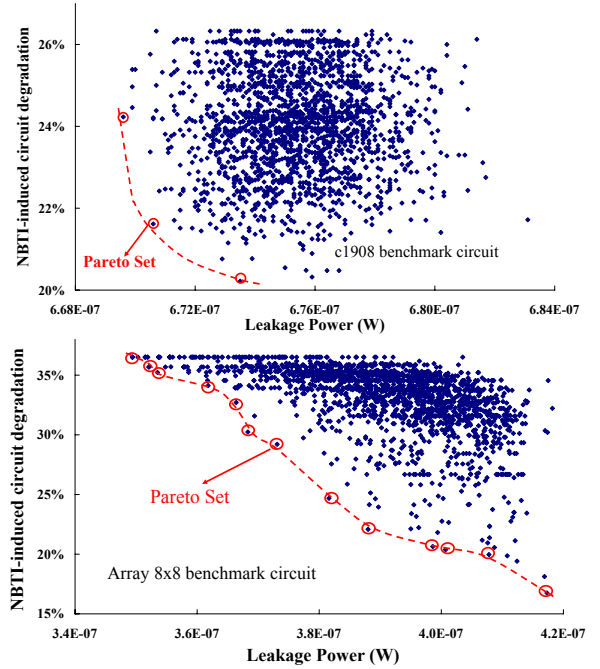 NBTI-induced circuit degradation
26%
24%
22%
20%
c1908 benchmark circuit
Pareto Set
6.68E-07 6.72E-07 6.76E-07 6.80E-07 6.84E-07
Leakage Power (W)
NBTI-induced circuit degradation
35%
30%
25%
20%
15%
Pareto Set
Array 8x8 benchmark circuit
3.4E-07 3.6E-07 3.8E-07 4.0E-07 4.2E-07
Leakage Power (W)